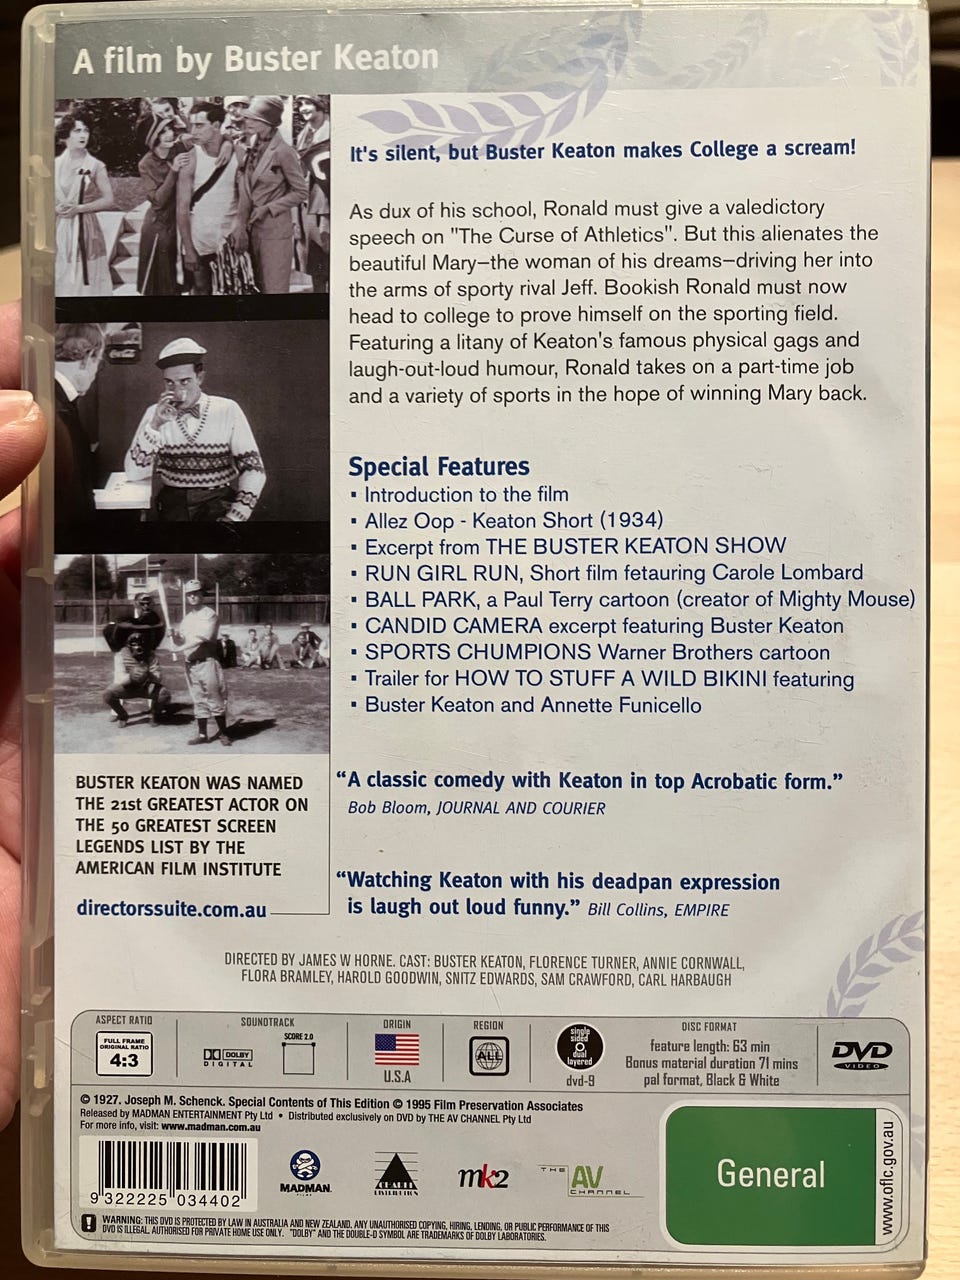 A film by Buster Keaton
It's silent, but Buster Keaton makes College a scream!
As dux of his school, Ronald must give a valedictory
speech on "The Curse of Athletics". But this alienates the
beautiful Mary—the woman of his dreams—driving her into
the arms of sporty rival Jeff. Bookish Ronald must now
head to college to prove himself on the sporting field.
Featuring a litany of Keaton's famous physical gags and
laugh-out-loud humour, Ronald takes on a part-time job
and a variety of sports in the hope of winning Mary back.
Special Features
▪ Introduction to the film
▪ Allez Oop - Keaton Short (1934)
▪ Excerpt from THE BUSTER KEATON SHOW
▪ RUN GIRL RUN, Short film fetauring Carole Lombard
▪ BALL PARK, a Paul Terry cartoon (creator of Mighty Mouse)
▪ CANDID CAMERA excerpt featuring Buster Keaton
▪ SPORTS CHUMPIONS Warner Brothers cartoon
▪ Trailer for HOW TO STUFF A WILD BIKINI featuring
▪ Buster Keaton and Annette Funicello
BUSTER KEATON WAS NAMED
THE 21st GREATEST ACTOR ON
THE 50 GREATEST SCREEN
LEGENDS LIST BY THE
AMERICAN FILM INSTITUTE
directorssuite.com.au
“A classic comedy with Keaton in top Acrobatic form.”
Bob Bloom, JOURNAL AND COURIER
“Watching Keaton with his deadpan expression
is laugh out loud funny.” Bill Collins, EMPIRE
DIRECTED BY JAMES W HORNE. CAST: BUSTER KEATON, FLORENCE TURNER, ANNIE CORNWALL,
FLORA BRAMLEY, HAROLD GOODWIN, SNITZ EDWARDS, SAM CRAWFORD, CARL HARBAUGH
ASPECT RATIO
FULL FRAME
ORIGINAL RATIO
4:3
SOUNDTRACK
DOLBY
DIGITAL
SCORE 2.0
ORIGIN
U.S.A
REGION
ALL
single
sided
dual
layered
dvd-9
DISC FORMAT
feature length: 63 min
Bonus material duration 71 mins
pal format, Black & White
DVD
VIDEO
© 1927. Joseph M. Schenck. Special Contents of This Edition © 1995 Film Preservation Associates
Released by MADMAN ENTERTAINMENT Pty Ltd • Distributed exclusively on DVD by THE AV CHANNEL Pty Ltd
For more info, visit: www.madman.com.au
9 322225 034402
MADMAN
FILMS
DISTRIBUTION
mk2
THE AV
CHANNEL
General
www.oflc.gov.au
WARNING: THIS DVD IS PROTECTED BY LAW IN AUSTRALIA AND NEW ZEALAND. ANY UNAUTHORISED COPYING, HIRING, LENDING, OR PUBLIC PERFORMANCE OF THIS
DVD IS ILLEGAL. AUTHORISED FOR PRIVATE HOME USE ONLY. "DOLBY" AND THE DOUBLE-D SYMBOL ARE TRADEMARKS OF DOLBY LABORATORIES.